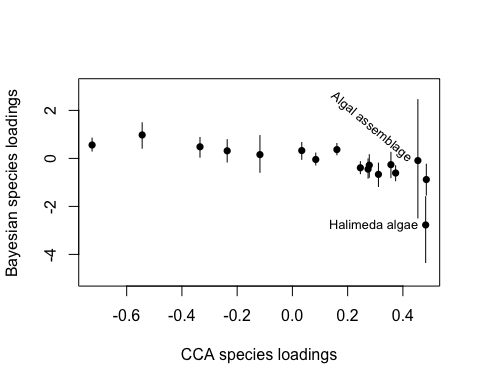 Algal assemblage
Halimeda algae
2
0
-2
-4
Bayesian species loadings
-0.6
-0.4
-0.2
0.0
0.2
0.4
CCA species loadings